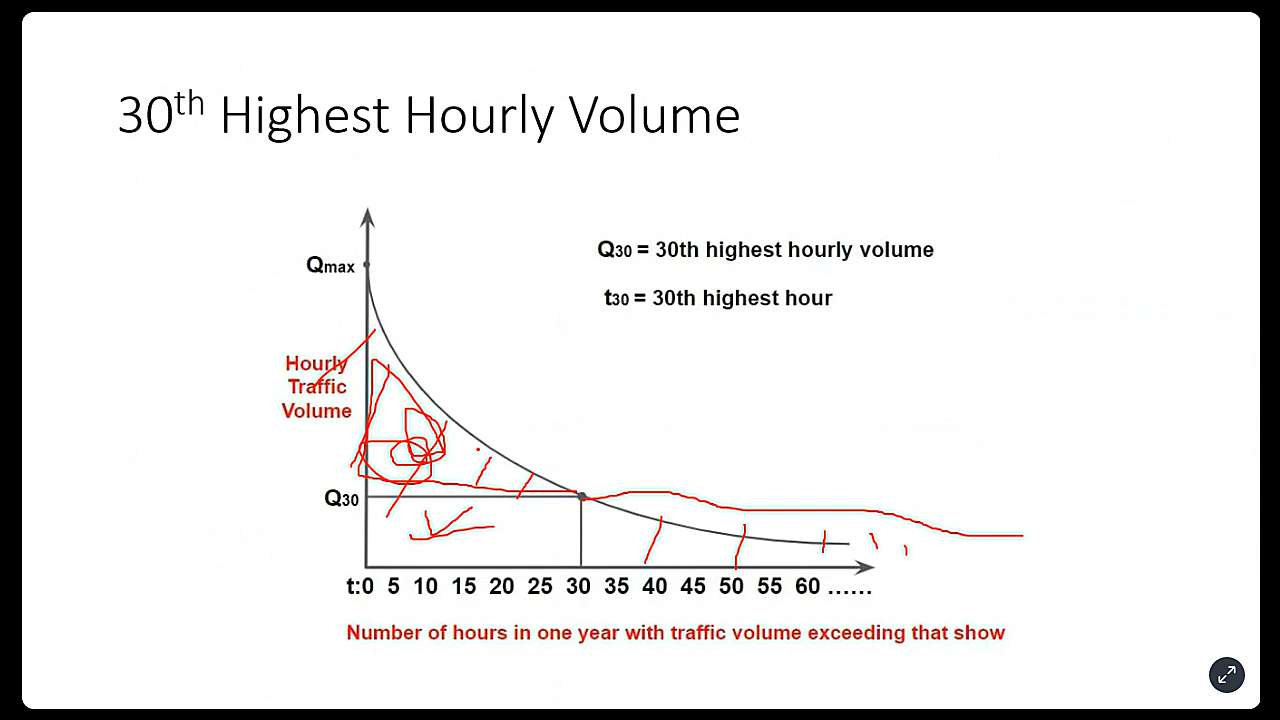 30th Highest Hourly Volume
Qmax
Q30 = 30th highest hourly volume
t30 = 30th highest hour
Hourly
Traffic
Volume
Q30
t:0 5 10 15 20 25 30 35 40 45 50 55 60 ......
Number of hours in one year with traffic volume exceeding that show